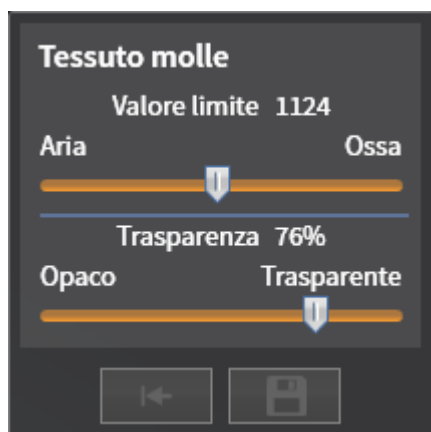 Tessuto molle
Valore limite 1124
Aria Ossa
Trasparenza 76%
Opaco Trasparente